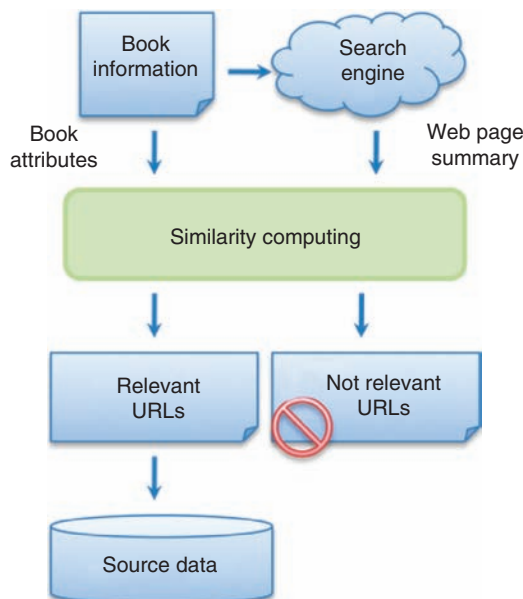 Book
information
Search
engine
Book
attributes
Web page
summary
Similarity computing
Relevant
URLs
Not relevant
URLs
Source data